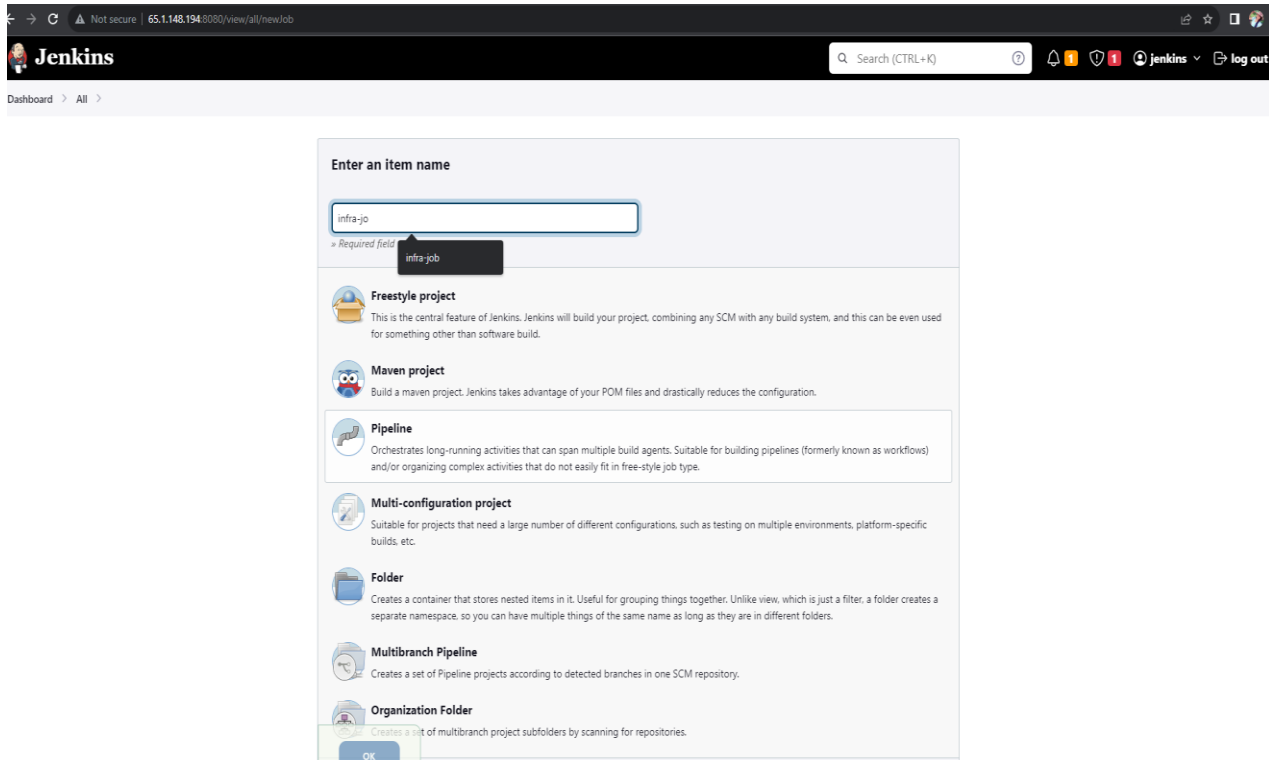 Not secure | 65.1.148.194:8080/view/all/newJob
Jenkins
Search (CTRL+K)
?
1
1
jenkins
log out
Dashboard > All >
Enter an item name
infra-jo
» Required field
infra-job
Freestyle project
This is the central feature of Jenkins. Jenkins will build your project, combining any SCM with any build system, and this can be even used
for something other than software build.
Maven project
Build a maven project. Jenkins takes advantage of your POM files and drastically reduces the configuration.
Pipeline
Orchestrates long-running activities that can span multiple build agents. Suitable for building pipelines (formerly known as workflows)
and/or organizing complex activities that do not easily fit in free-style job type.
Multi-configuration project
Suitable for projects that need a large number of different configurations, such as testing on multiple environments, platform-specific
builds, etc.
Folder
Creates a container that stores nested items in it. Useful for grouping things together. Unlike view, which is just a filter, a folder creates a
separate namespace, so you can have multiple things of the same name as long as they are in different folders.
Multibranch Pipeline
Creates a set of Pipeline projects according to detected branches in one SCM repository.
Organization Folder
Creates a set of multibranch project subfolders by scanning for repositories.
OK